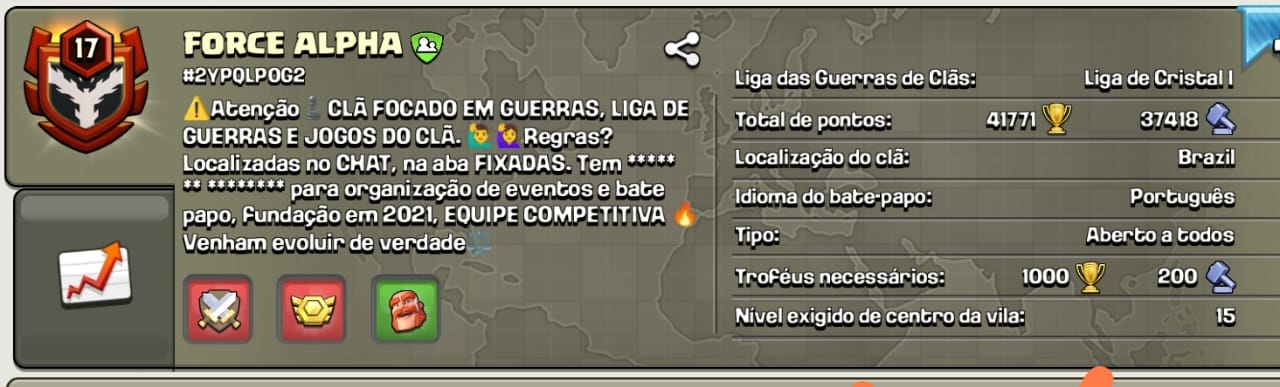 17
FORCE ALPHA
#2YPQLP0G2
⚠️Atenção♟️CLÃ FOCADO EM GUERRAS, LIGA DE
GUERRAS E JOGOS DO CLÃ. 🙋‍♂️🙋‍♀️Regras?
Localizadas no CHAT, na aba FIXADAS. Tem *****
** ******** para organização de eventos e bate
papo, Fundação em 2021, EQUIPE COMPETITIVA 🔥
Venham evoluir de verdade⚖️
Liga das Guerras de Clãs: Liga de Cristal I
Total de pontos: 41771 37418
Localização do clã: Brazil
Idioma do bate-papo: Português
Tipo: Aberto a todos
Troféus necessários: 1000 200
Nível exigido de centro da vila: 15